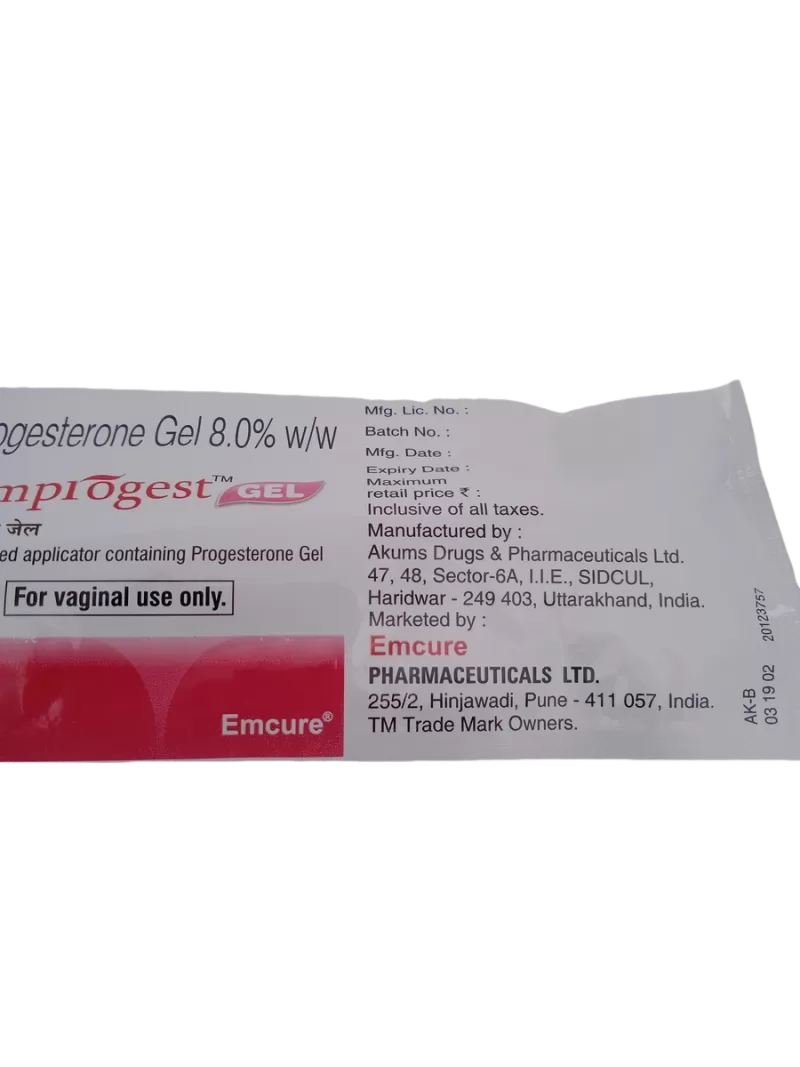 ogesterone Gel 8.0% w/w
mprogest™ GEL
जेल
ed applicator containing Progesterone Gel
For vaginal use only.
Emcure®
Mfg. Lic. No. :
Batch No. :
Mfg. Date :
Expiry Date :
Maximum
retail price ₹ :
Inclusive of all taxes.
Manufactured by :
Akums Drugs & Pharmaceuticals Ltd.
47, 48, Sector-6A, I.I.E., SIDCUL,
Haridwar - 249 403, Uttarakhand, India.
Marketed by :
Emcure
PHARMACEUTICALS LTD.
255/2, Hinjawadi, Pune - 411 057, India.
TM Trade Mark Owners.
AK-B
03 19 02 20123757